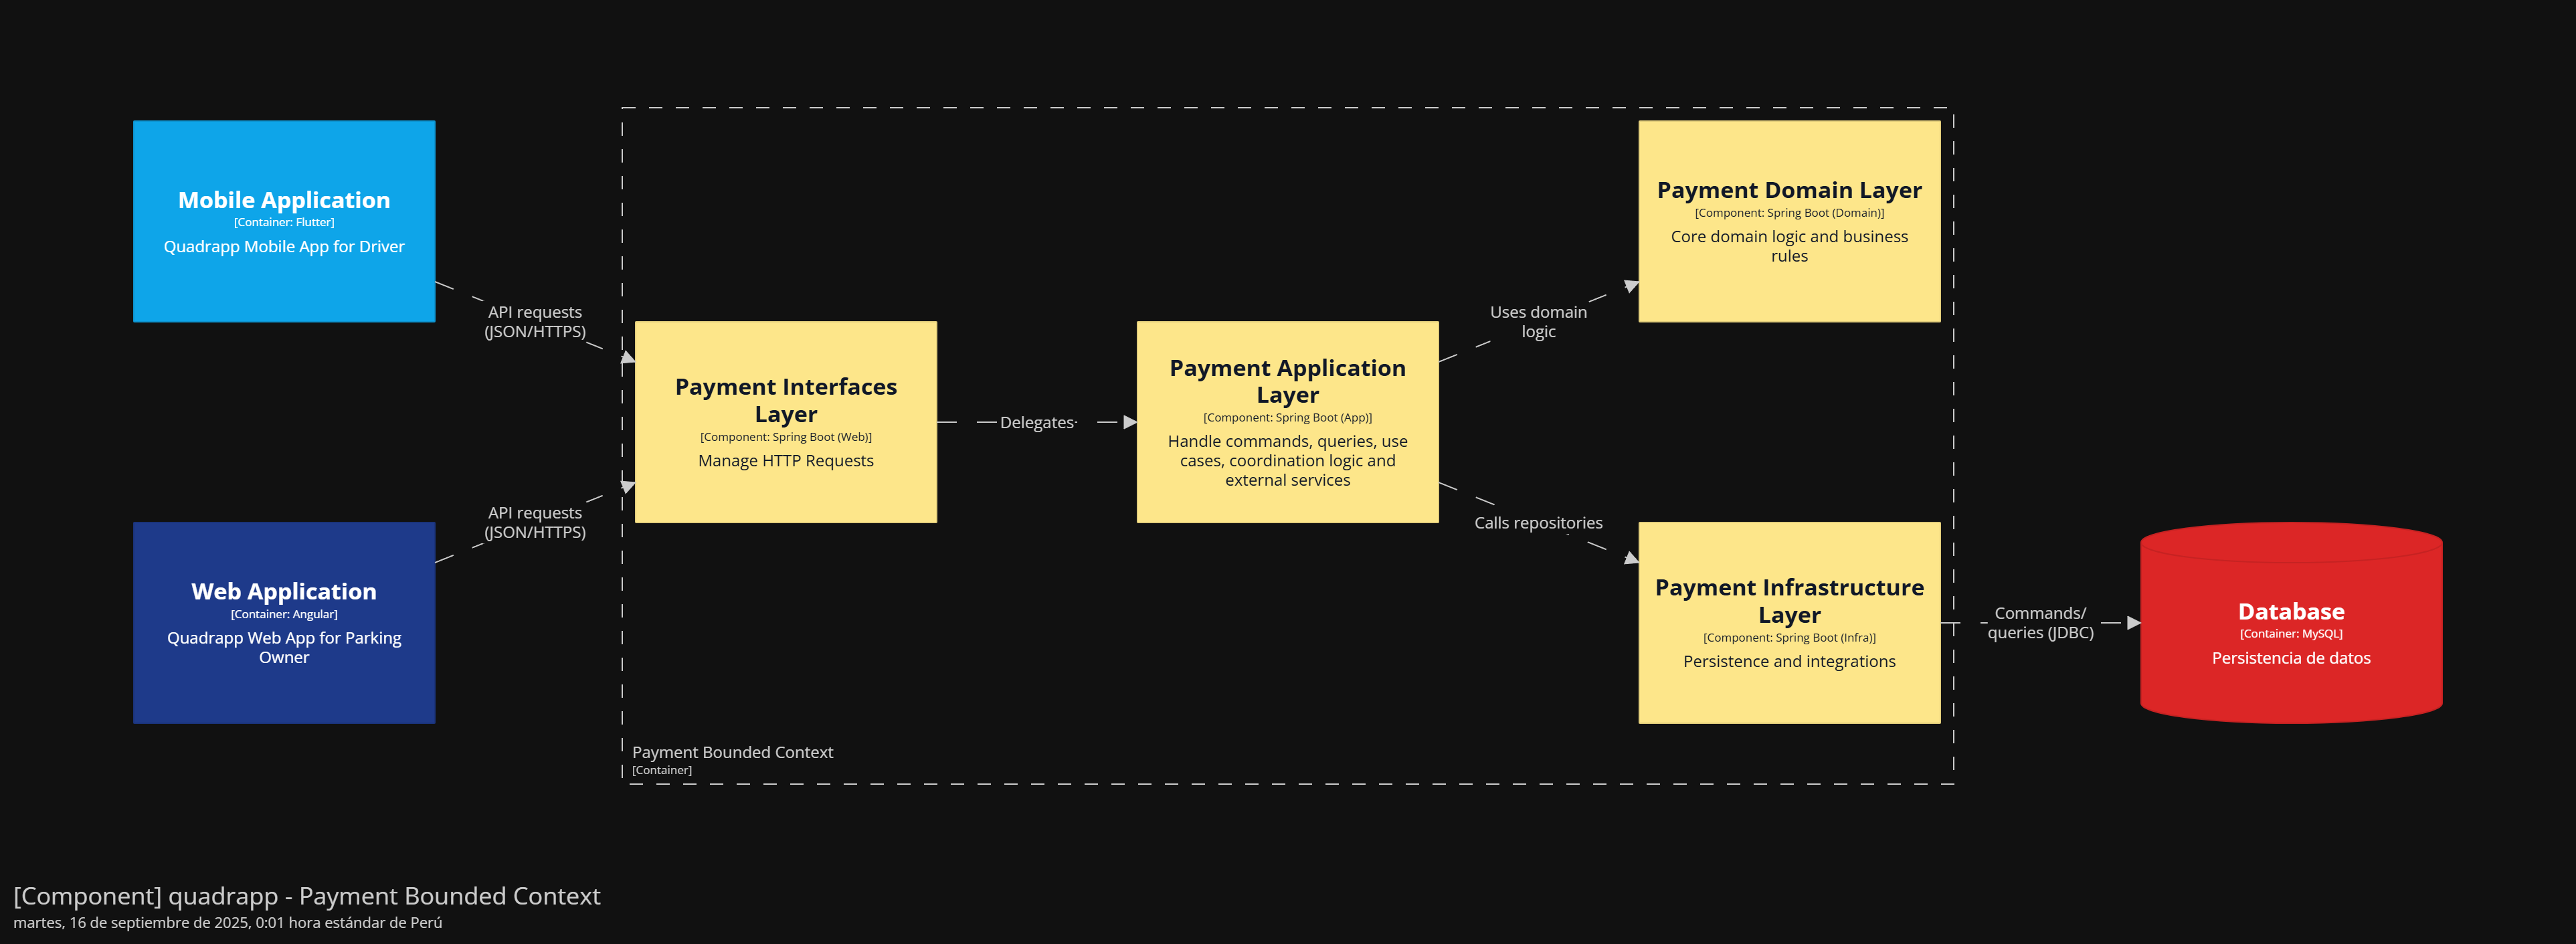 Mobile Application
[Container: Flutter]
Quadrapp Mobile App for Driver
API requests
(JSON/HTTPS)
Web Application
[Container: Angular]
Quadrapp Web App for Parking
Owner
API requests
(JSON/HTTPS)
Payment Interfaces
Layer
[Component: Spring Boot (Web)]
Manage HTTP Requests
Delegates
Payment Application
Layer
[Component: Spring Boot (App)]
Handle commands, queries, use
cases, coordination logic and
external services
Uses domain
logic
Payment Domain Layer
[Component: Spring Boot (Domain)]
Core domain logic and business
rules
Calls repositories
Payment Infrastructure
Layer
[Component: Spring Boot (Infra)]
Persistence and integrations
Commands/
queries (JDBC)
Database
[Container: MySQL]
Persistencia de datos
Payment Bounded Context
[Container]
[Component] quadrapp - Payment Bounded Context
martes, 16 de septiembre de 2025, 0:01 hora estándar de Perú